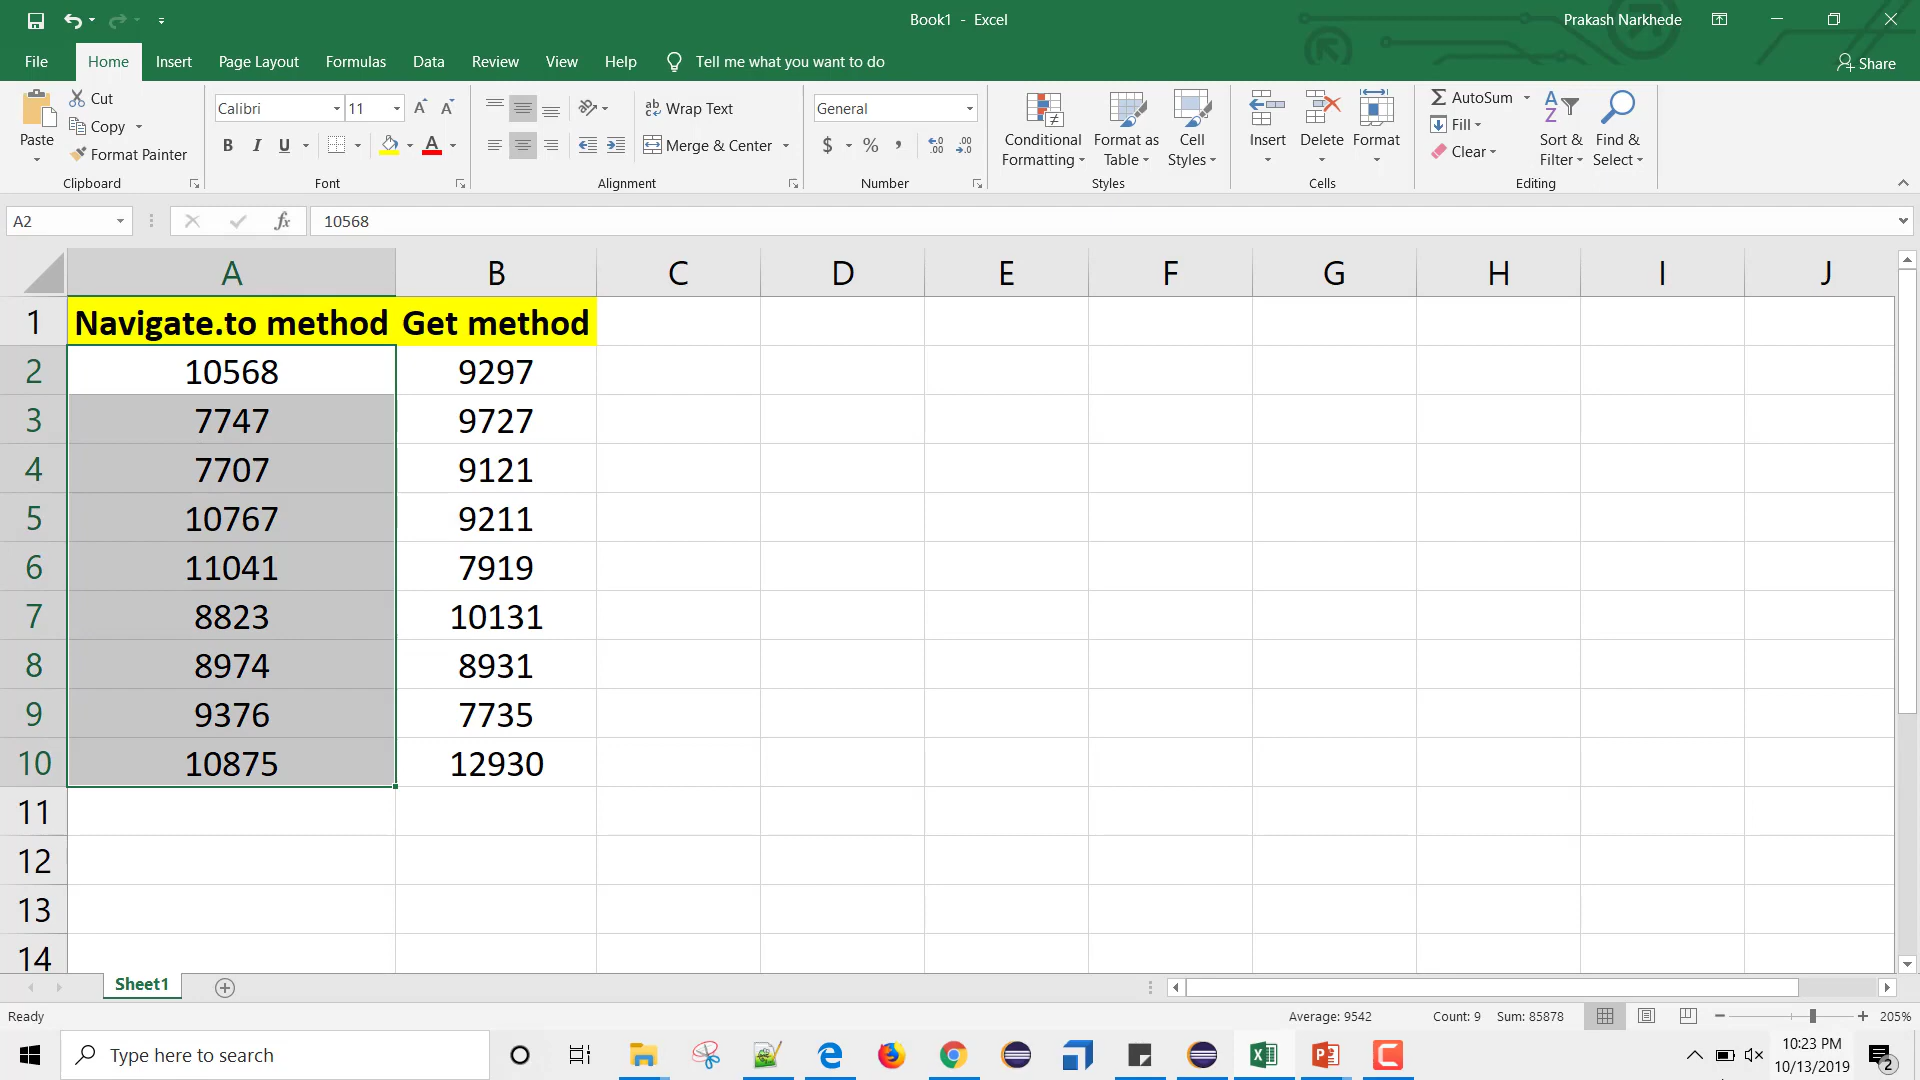 Book1 - Excel
Prakash Narkhede
File Home Insert Page Layout Formulas Data Review View Help Tell me what you want to do Share
Paste
Cut
Copy
Format Painter
Clipboard
Calibri 11
B I U A
Font
Wrap Text
Merge & Center
Alignment
General
$ % ,
Number
Conditional Formatting
Format as Table
Cell Styles
Styles
Insert Delete Format
Cells
AutoSum
Fill
Clear
Sort & Filter
Find & Select
Editing
A2 fx 10568
A B C D E F G H I J
1 Navigate.to method Get method
2 10568 9297
3 7747 9727
4 7707 9121
5 10767 9211
6 11041 7919
7 8823 10131
8 8974 8931
9 9376 7735
10 10875 12930
11
12
13
14
Sheet1
Ready Average: 9542 Count: 9 Sum: 85878 205%
Type here to search
10:23 PM
10/13/2019
2